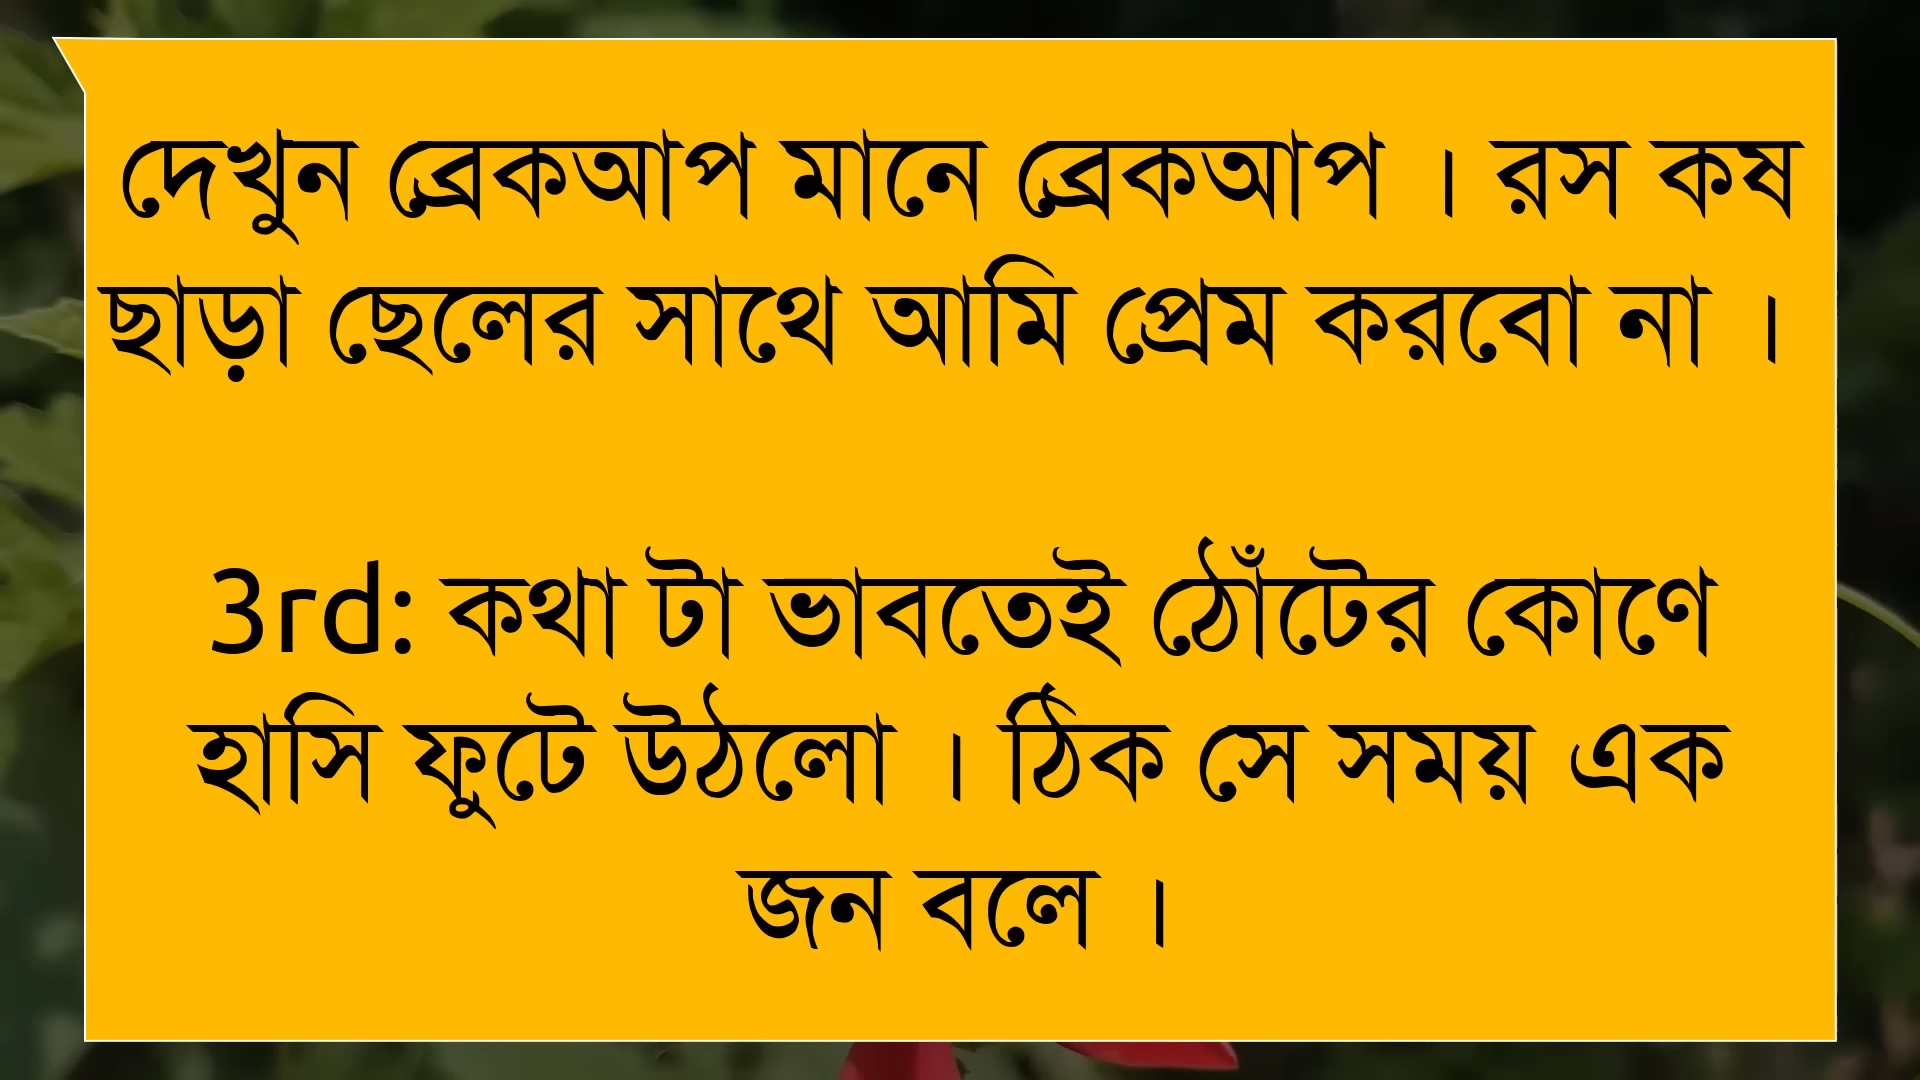 দেখুন ব্রেকআপ মানে ব্রেকআপ । রস কষ
ছাড়া ছেলের সাথে আমি প্রেম করবো না ।
3rd: কথা টা ভাবতেই ঠোঁটের কোণে
হাসি ফুটে উঠলো । ঠিক সে সময় এক
জন বলে ।